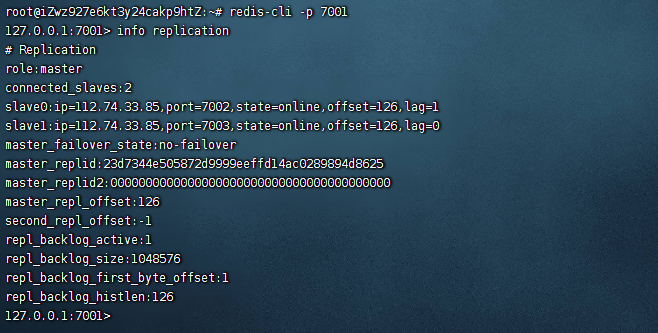 root@iZwz927e6kt3y24cakp9htZ:~# redis-cli -p 7001
127.0.0.1:7001> info replication
# Replication
role:master
connected_slaves:2
slave0:ip=112.74.33.85,port=7002,state=online,offset=126,lag=1
slave1:ip=112.74.33.85,port=7003,state=online,offset=126,lag=0
master_failover_state:no-failover
master_replid:23d7344e505872d9999eeffd14ac0289894d8625
master_replid2:0000000000000000000000000000000000000000
master_repl_offset:126
second_repl_offset:-1
repl_backlog_active:1
repl_backlog_size:1048576
repl_backlog_first_byte_offset:1
repl_backlog_histlen:126
127.0.0.1:7001>